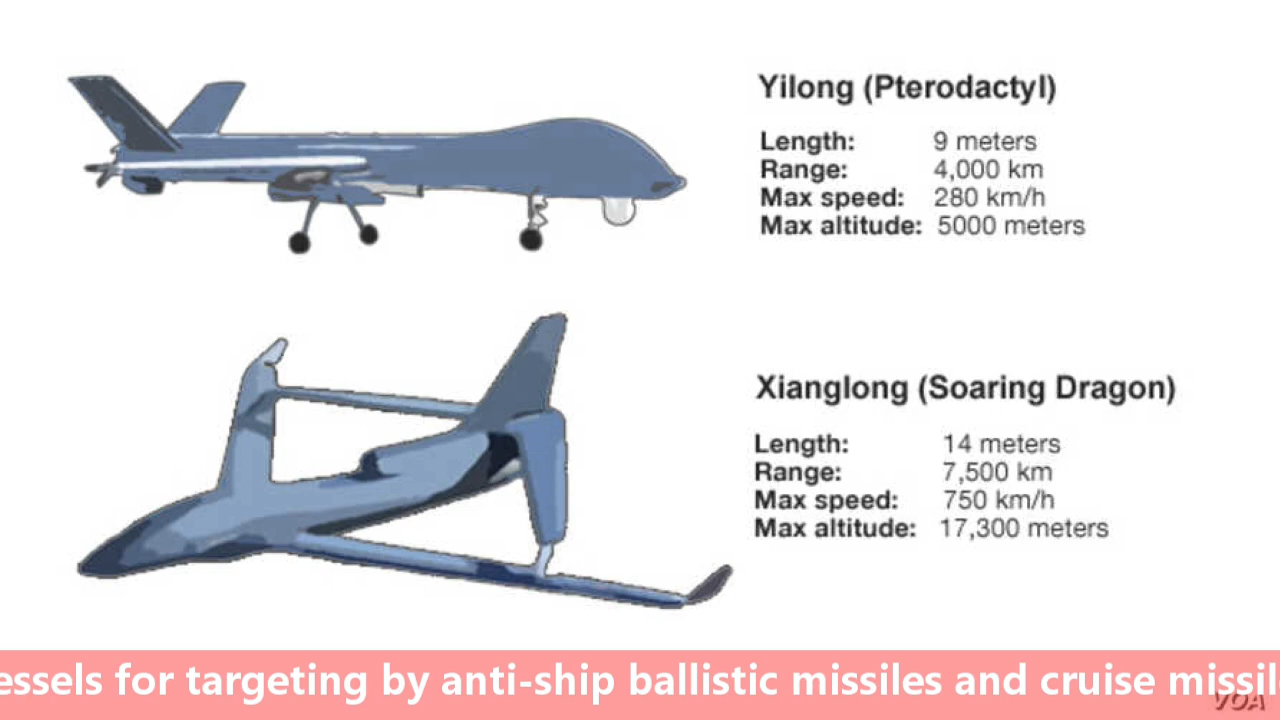 Yilong (Pterodactyl)
Length: 9 meters
Range: 4,000 km
Max speed: 280 km/h
Max altitude: 5000 meters
Xianglong (Soaring Dragon)
Length: 14 meters
Range: 7,500 km
Max speed: 750 km/h
Max altitude: 17,300 meters
essels for targeting by anti-ship ballistic missiles and cruise missil
VOA